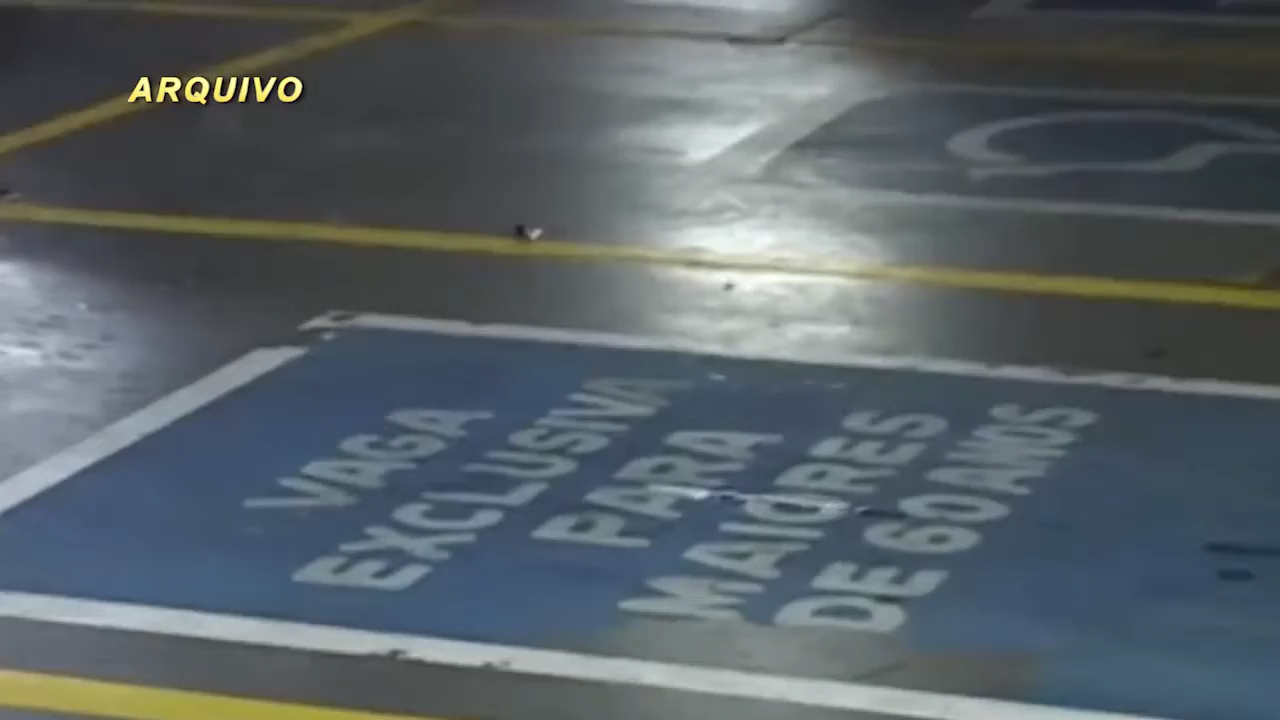 ARQUIVO
VAGA
EXCLUSIVA
PARA
MAIORES
DE 60 ANOS